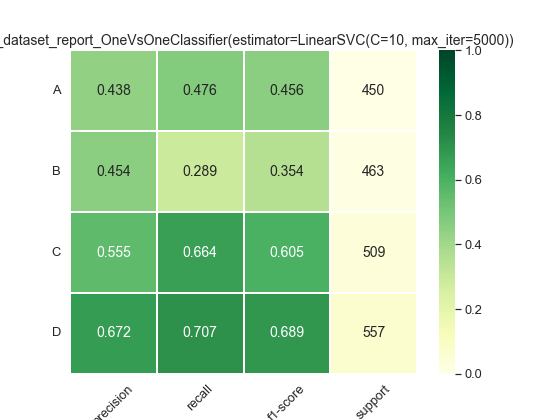 _dataset_report_OneVsOneClassifier(estimator=LinearSVC(C=10, max_iter=5000))
A 0.438 0.476 0.456 450
B 0.454 0.289 0.354 463
C 0.555 0.664 0.605 509
D 0.672 0.707 0.689 557
recision recall f1-score support
1.0
0.8
0.6
0.4
0.2
0.0